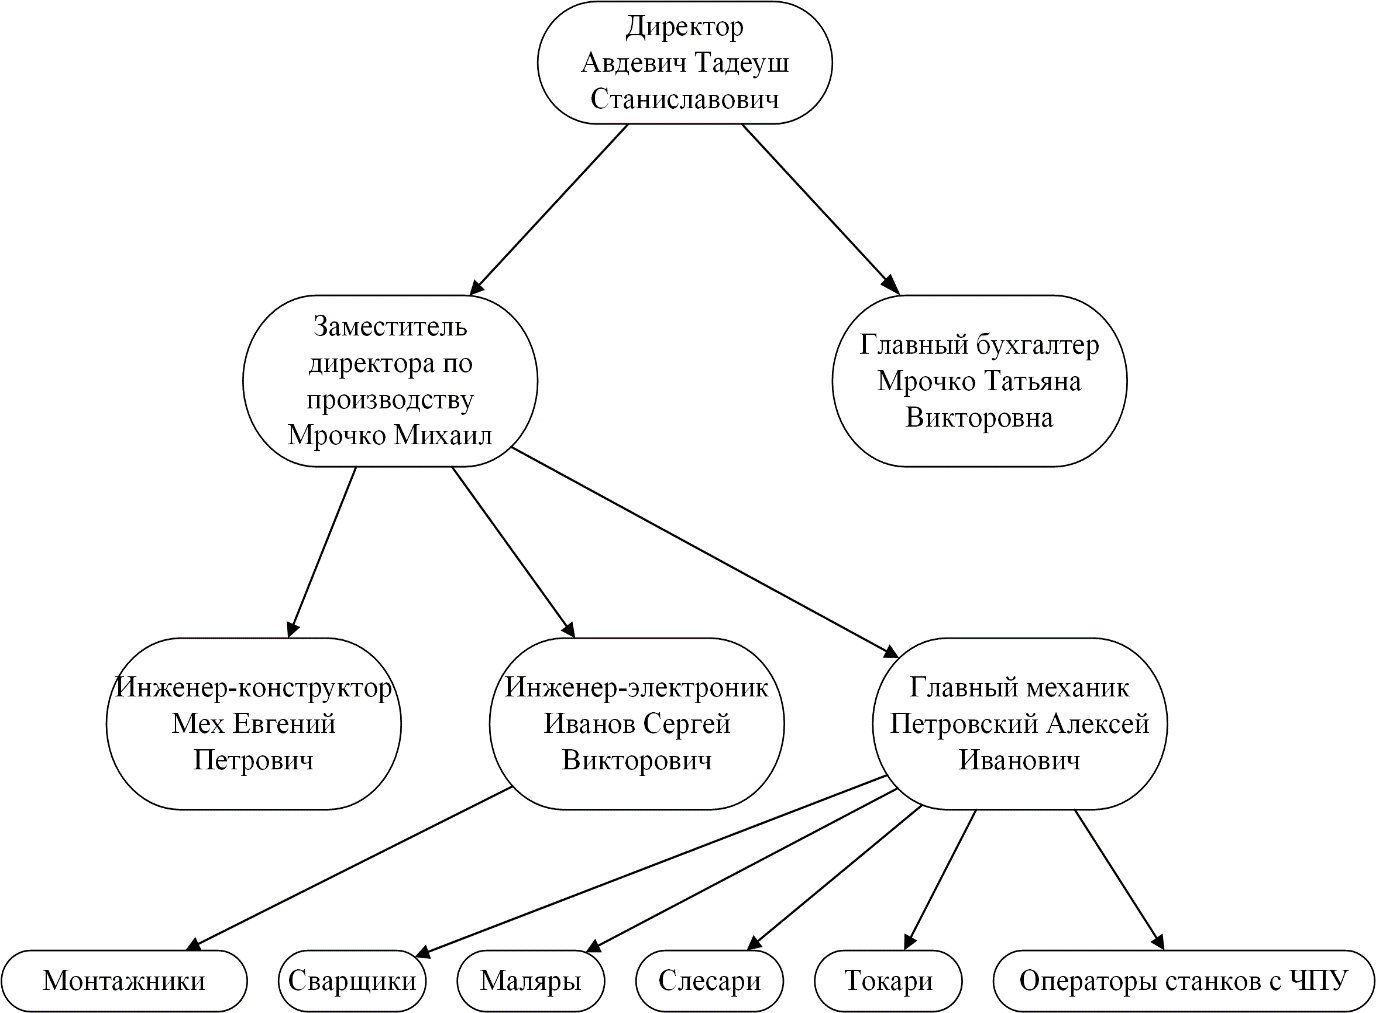 Директор
Авдевич Тадеуш
Станиславович
Заместитель
директора по
производству
Мрочко Михаил
Главный бухгалтер
Мрочко Татьяна
Викторовна
Инженер-конструктор
Мех Евгений
Петрович
Инженер-электроник
Иванов Сергей
Викторович
Главный механик
Петровский Алексей
Иванович
Монтажники
Сварщики
Маляры
Слесари
Токари
Операторы станков с ЧПУ